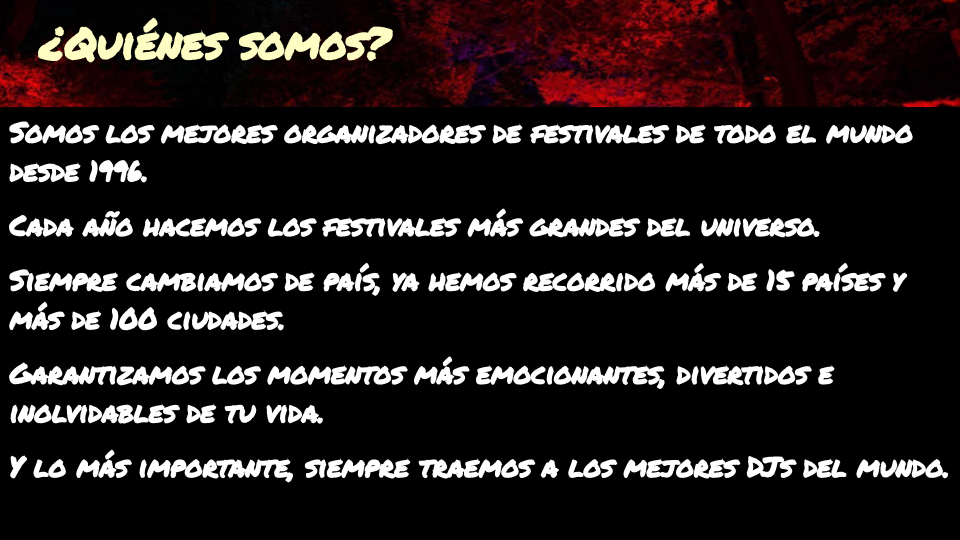 ¿Quiénes somos?
Somos los mejores organizadores de festivales de todo el mundo
desde 1996.
Cada año hacemos los festivales más grandes del universo.
Siempre cambiamos de país, ya hemos recorrido más de 15 países y
más de 100 ciudades.
Garantizamos los momentos más emocionantes, divertidos e
inolvidables de tu vida.
Y lo más importante, siempre traemos a los mejores DJs del mundo.